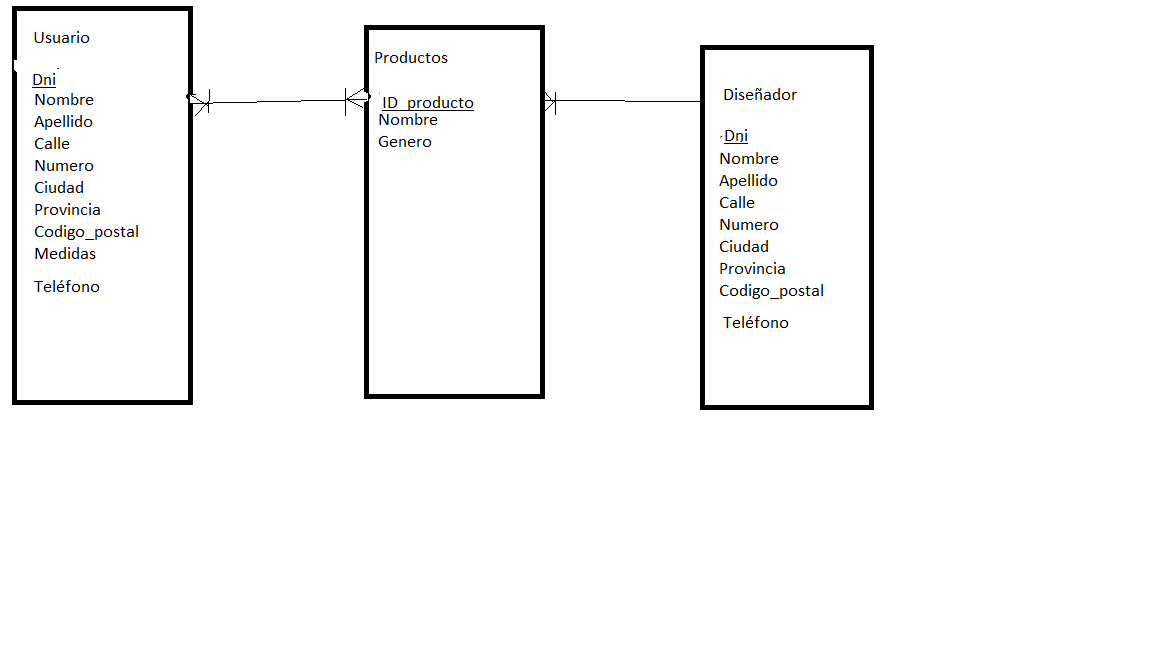 Usuario
Dni
Nombre
Apellido
Calle
Numero
Ciudad
Provincia
Codigo_postal
Medidas
Teléfono
Productos
ID_producto
Nombre
Genero
Diseñador
Dni
Nombre
Apellido
Calle
Numero
Ciudad
Provincia
Codigo_postal
Teléfono